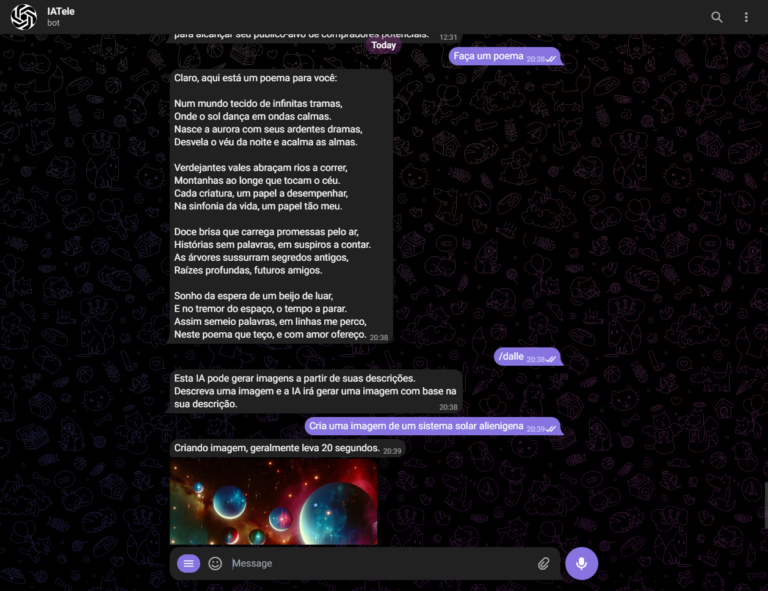 IATele
bot
para alcançar seu público-alvo de compradores potenciais. 12:31
Today
Faça um poema 20:38
Claro, aqui está um poema para você:
Num mundo tecido de infinitas tramas,
Onde o sol dança em ondas calmas.
Nasce a aurora com seus ardentes dramas,
Desvela o véu da noite e acalma as almas.
Verdejantes vales abraçam rios a correr,
Montanhas ao longe que tocam o céu.
Cada criatura, um papel a desempenhar,
Na sinfonia da vida, um papel tão meu.
Doce brisa que carrega promessas pelo ar,
Histórias sem palavras, em suspiros a contar.
As árvores sussurram segredos antigos,
Raízes profundas, futuros amigos.
Sonho da espera de um beijo de luar,
E no tremor do espaço, o tempo a parar.
Assim semeio palavras, em linhas me perco,
Neste poema que teço, e com amor ofereço. 20:38
/dalle 20:38
Esta IA pode gerar imagens a partir de suas descrições.
Descreva uma imagem e a IA irá gerar uma imagem com base na
sua descrição. 20:38
Cria uma imagem de um sistema solar alienigena 20:39
Criando imagem, geralmente leva 20 segundos. 20:39
Message